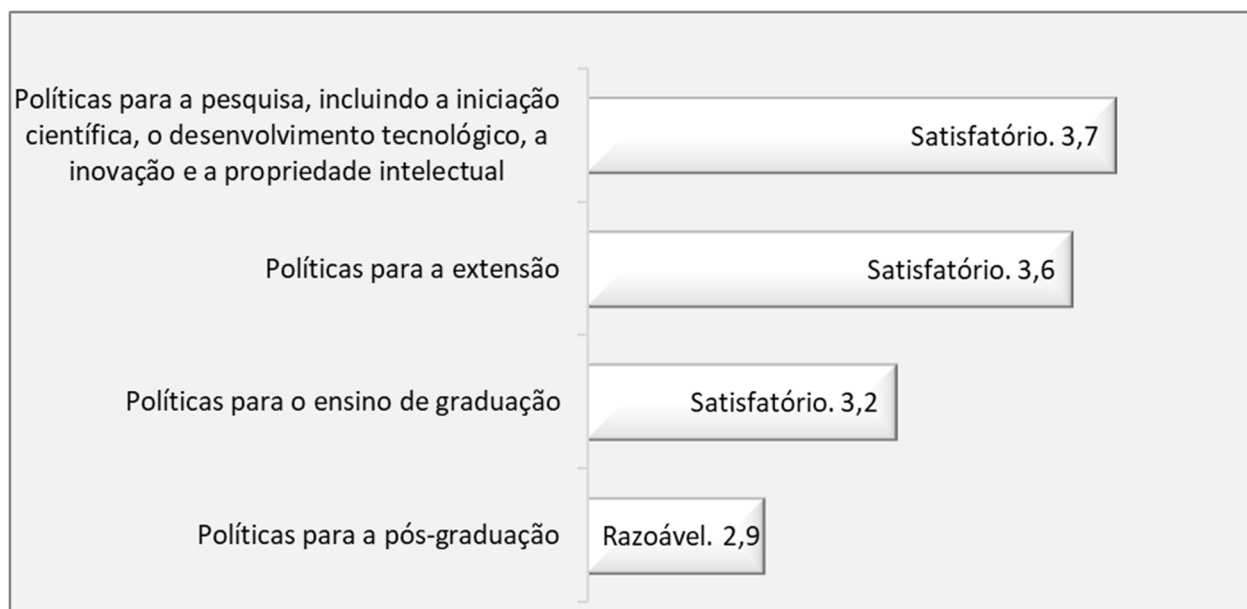 Políticas para a pesquisa, incluindo a iniciação
científica, o desenvolvimento tecnológico, a
inovação e a propriedade intelectual
Satisfatório. 3,7
Políticas para a extensão
Satisfatório. 3,6
Políticas para o ensino de graduação
Satisfatório. 3,2
Políticas para a pós-graduação
Razoável. 2,9